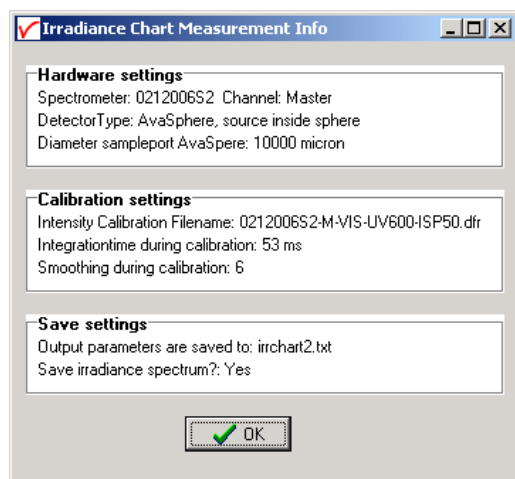 Irradiance Chart Measurement Info
Hardware settings
Spectrometer: 0212006S2 Channel: Master
DetectorType: AvaSphere, source inside sphere
Diameter sampleport AvaSpere: 10000 micron
Calibration settings
Intensity Calibration Filename: 0212006S2-M-VIS-UV600-ISP50.dfr
Integrationtime during calibration: 53 ms
Smoothing during calibration: 6
Save settings
Output parameters are saved to: irrchart2.txt
Save irradiance spectrum?: Yes
OK